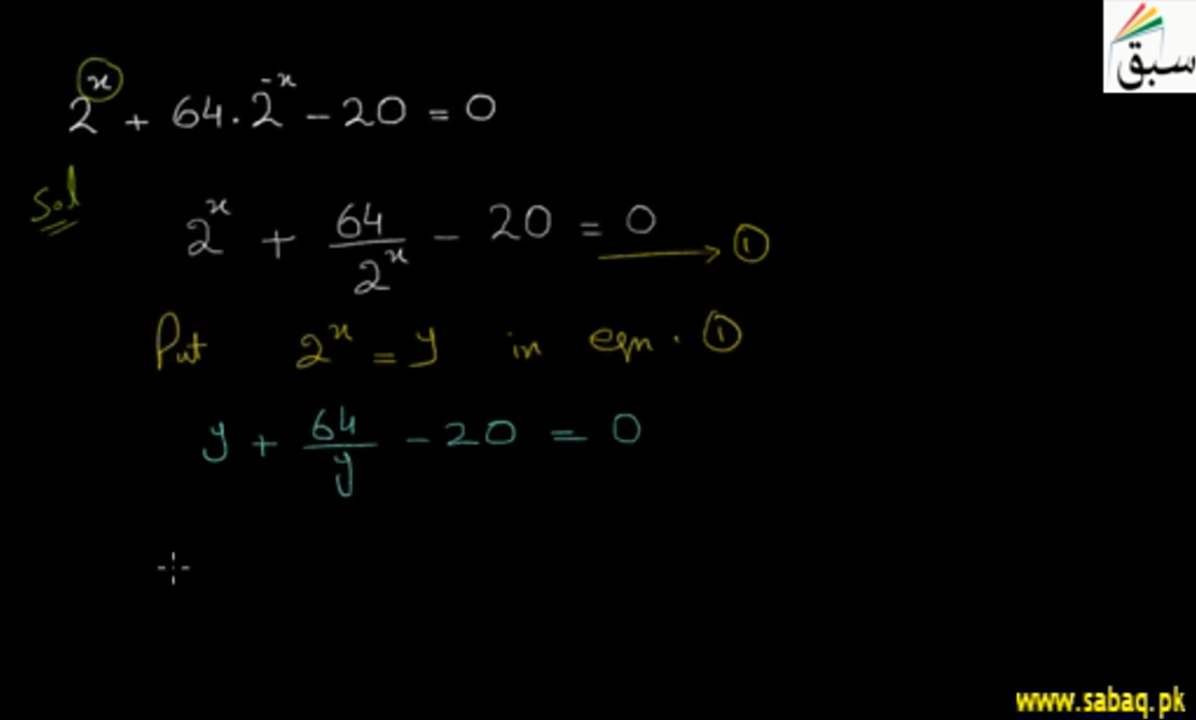 سبق
2^x + 64 . 2^-x - 20 = 0
Sol
2^x + 64/2^x - 20 = 0 → ①
Put 2^x = y in eqn. ①
y + 64/y - 20 = 0
www.sabaq.pk